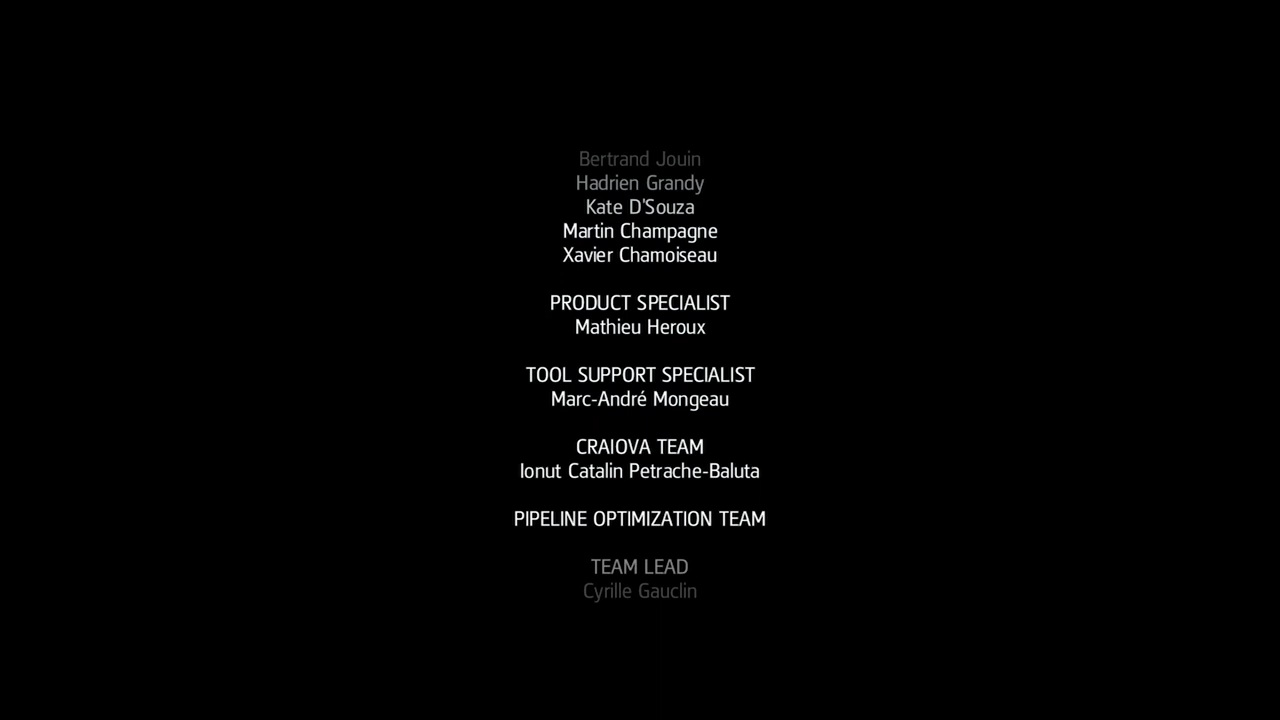 Bertrand Jouin
Hadrien Grandy
Kate D'Souza
Martin Champagne
Xavier Chamoiseau
PRODUCT SPECIALIST
Mathieu Heroux
TOOL SUPPORT SPECIALIST
Marc-André Mongeau
CRAIOVA TEAM
Ionut Catalin Petrache-Baluta
PIPELINE OPTIMIZATION TEAM
TEAM LEAD
Cyrille Gauclin